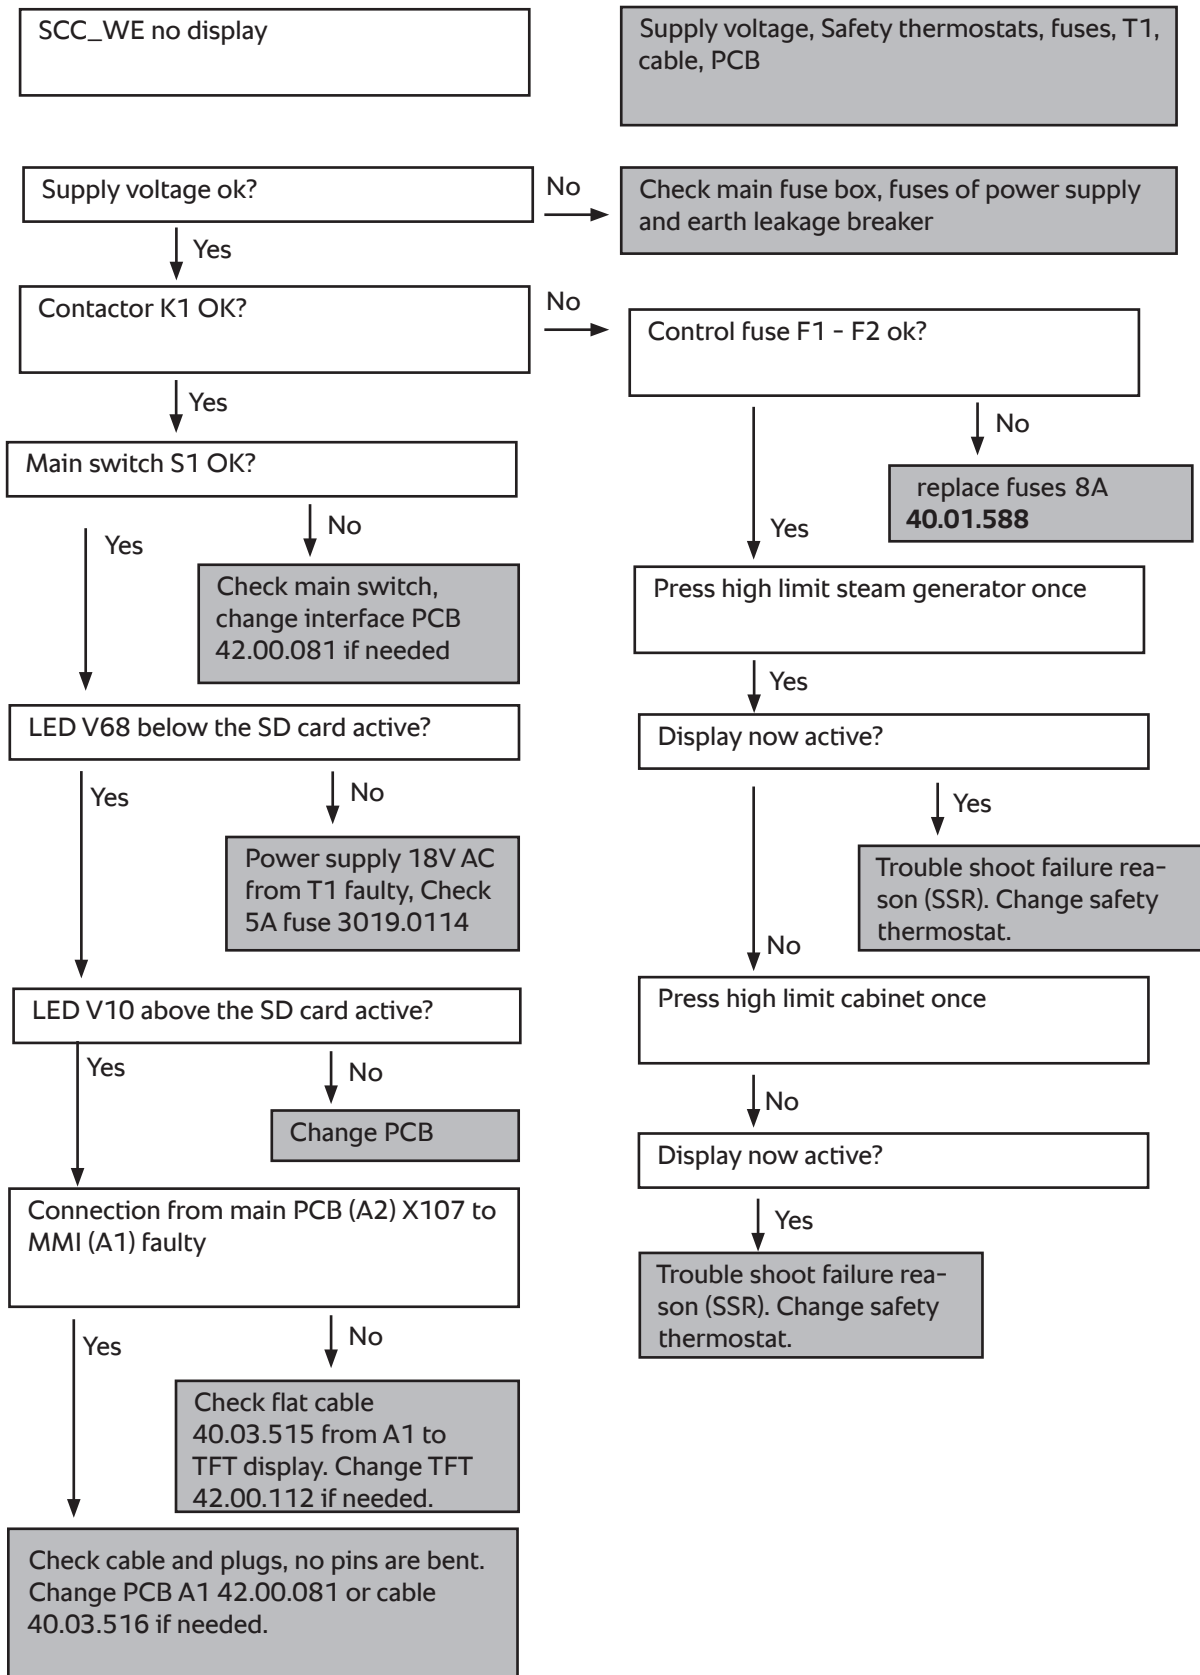 SCC_WE no display
Supply voltage, Safety thermostats, fuses, T1,
cable, PCB
Supply voltage ok?
No
Check main fuse box, fuses of power supply
and earth leakage breaker
Yes
Contactor K1 OK?
No
Control fuse F1 - F2 ok?
Yes
No
Main switch S1 OK?
replace fuses 8A
40.01.588
Yes
No
Yes
Check main switch,
change interface PCB
42.00.081 if needed
Press high limit steam generator once
Yes
LED V68 below the SD card active?
Display now active?
Yes
No
Yes
Power supply 18V AC
from T1 faulty, Check
5A fuse 3019.0114
Trouble shoot failure rea-
son (SSR). Change safety
thermostat.
No
LED V10 above the SD card active?
Press high limit cabinet once
Yes
No
No
Change PCB
Display now active?
Connection from main PCB (A2) X107 to
MMI (A1) faulty
Yes
Trouble shoot failure rea-
son (SSR). Change safety
thermostat.
Yes
No
Check flat cable
40.03.515 from A1 to
TFT display. Change TFT
42.00.112 if needed.
Check cable and plugs, no pins are bent.
Change PCB A1 42.00.081 or cable
40.03.516 if needed.